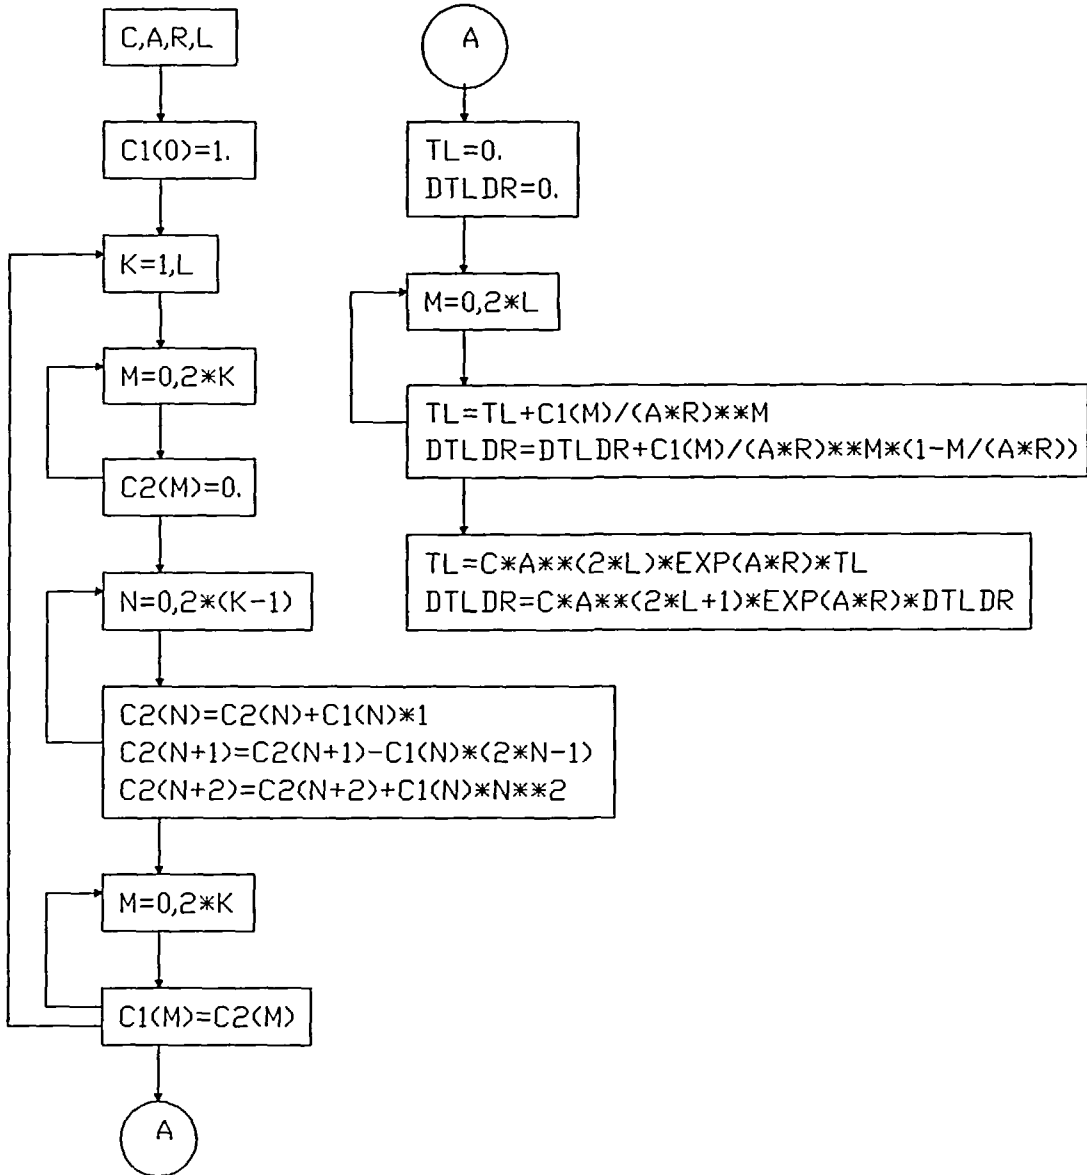 C,A,R,L
C1(0)=1.
K=1,L
M=0,2*K
C2(M)=0.
N=0,2*(K-1)
C2(N)=C2(N)+C1(N)*1
C2(N+1)=C2(N+1)-C1(N)*(2*N-1)
C2(N+2)=C2(N+2)+C1(N)*N**2
M=0,2*K
C1(M)=C2(M)
A
A
TL=0.
DTLDR=0.
M=0,2*L
TL=TL+C1(M)/(A*R)**M
DTLDR=DTLDR+C1(M)/(A*R)**M*(1-M/(A*R))
TL=C*A**(2*L)*EXP(A*R)*TL
DTLDR=C*A**(2*L+1)*EXP(A*R)*DTLDR